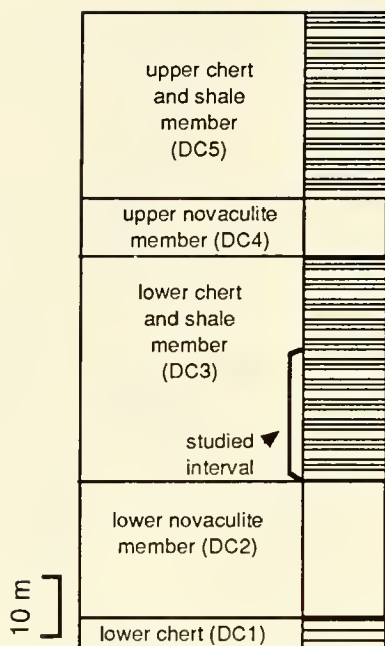 upper chert
and shale
member
(DC5)
upper novaculite
member (DC4)
lower chert
and shale
member
(DC3)
studied
interval
lower novaculite
member (DC2)
10 m
lower chert (DC1)